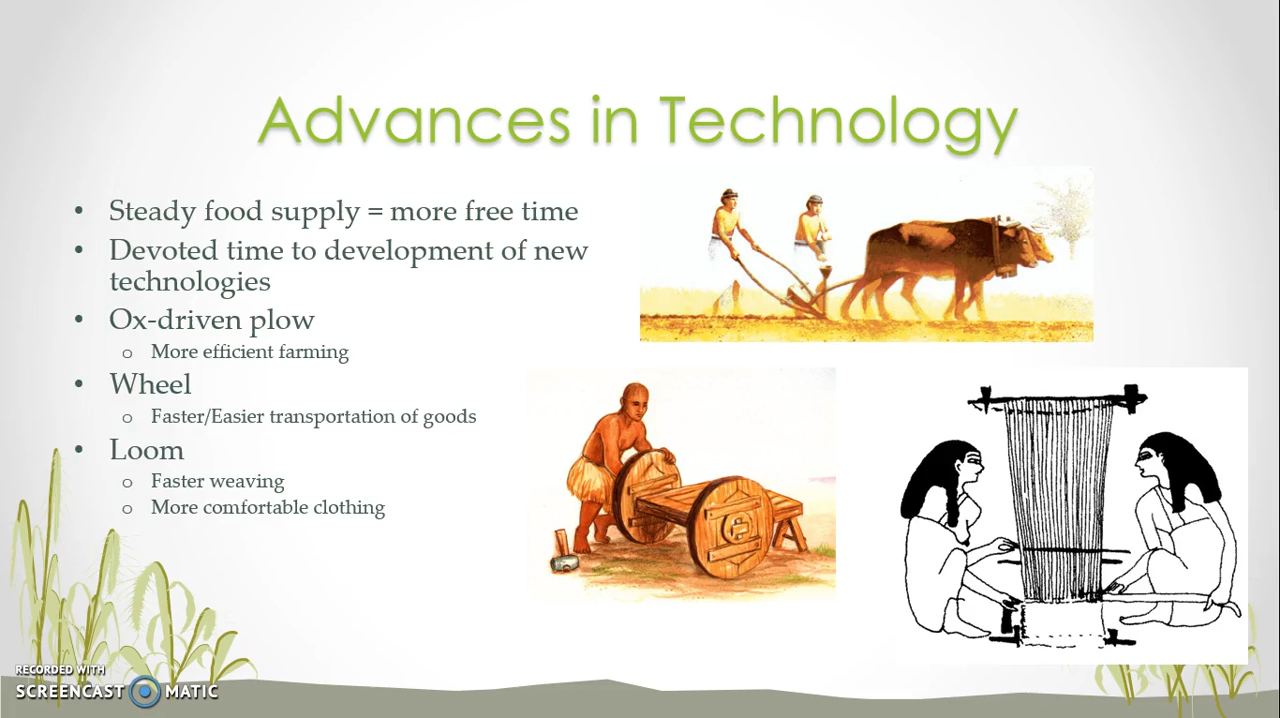 Advances in Technology
• Steady food supply = more free time
• Devoted time to development of new
technologies
• Ox-driven plow
o More efficient farming
• Wheel
o Faster/Easier transportation of goods
• Loom
o Faster weaving
o More comfortable clothing
RECORDED WITH
SCREENCAST MATIC